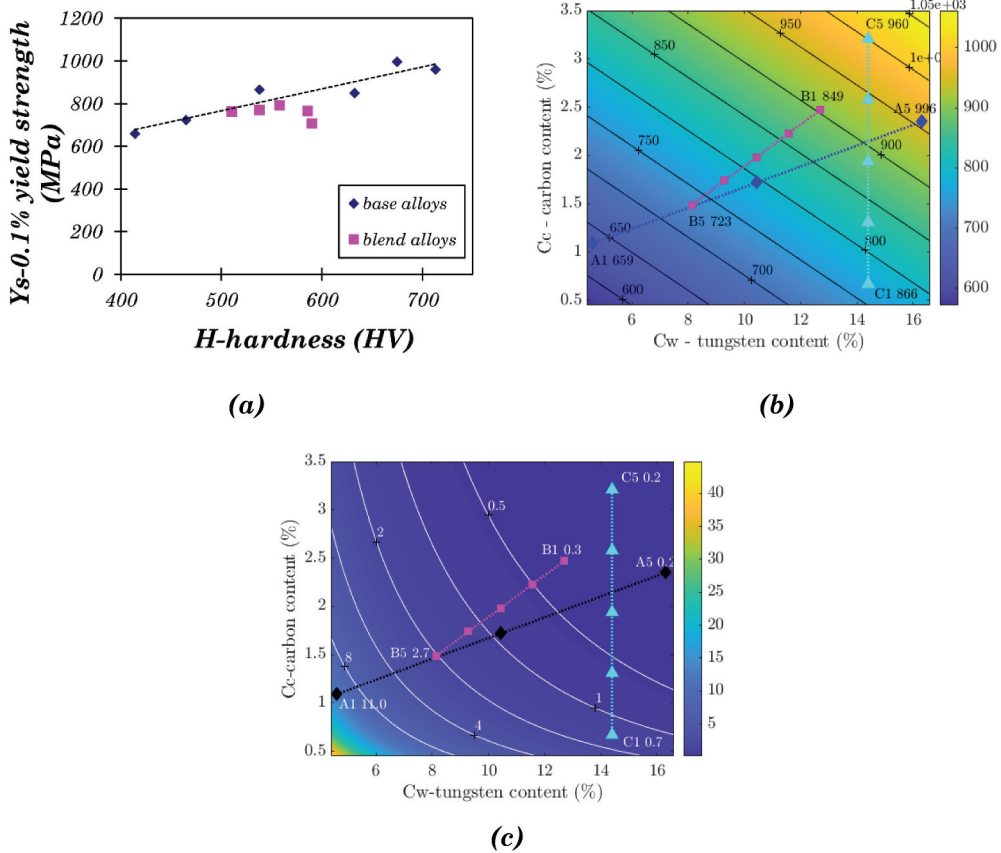 (a)
Ys-0.1% yield strength
(MPa)
1200
1000
800
600
400
200
0
400
500
600
700
base alloys
blend alloys
H-hardness (HV)
(a)
(b)
Cc - carbon content (%)
3.5
3
2.5
2
1.5
1
0.5
6
8
10
12
14
16
Cw - tungsten content (%)
1.05e+03
C5 960
950
850
1e+0
B1 849
A5 996
750
900
B5 723
650
A1 659
800
700
600
C1 866
1000
900
800
700
600
(b)
Cc-carbon content (%)
3.5
3
2.5
2
1.5
1
0.5
6
8
10
12
14
16
Cw-tungsten content (%)
C5 0.2
0.5
2
B1 0.3
A5 0.2
B5 2.7
8
A1 11.0
1
4
C1 0.7
40
35
30
25
20
15
10
5
(c)